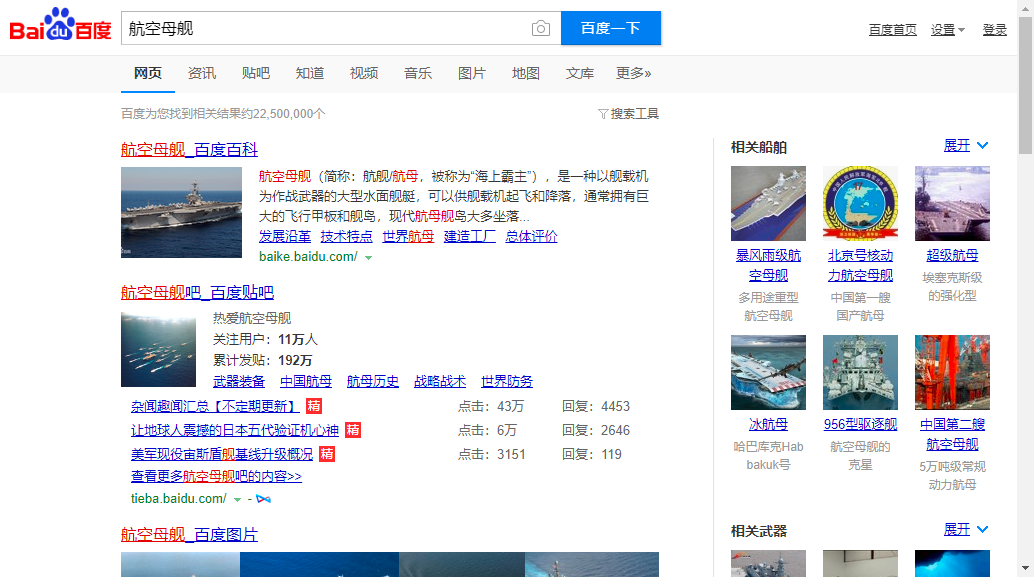 Bai du 百度
航空母舰
百度一下
百度首页 设置 登录
网页 资讯 贴吧 知道 视频 音乐 图片 地图 文库 更多»
百度为您找到相关结果约22,500,000个
搜索工具
航空母舰_百度百科
航空母舰（简称：航舰/航母，被称为“海上霸主”），是一种以舰载机
为作战武器的大型水面舰艇，可以供舰载机起飞和降落，通常拥有巨
大的飞行甲板和舰岛，现代航母舰岛大多坐落...
发展沿革 技术特点 世界航母 建造工厂 总体评价
baike.baidu.com/
航空母舰吧_百度贴吧
热爱航空母舰
关注用户：11万人
累计发贴：192万
武器装备 中国航母 航母历史 战略战术 世界防务
杂闻趣闻汇总【不定期更新】 精 点击：43万 回复：4453
让地球人震撼的日本五代验证机心神 精 点击：6万 回复：2646
美军现役宙斯盾舰基线升级概况 精 点击：3151 回复：119
查看更多航空母舰吧的内容>>
tieba.baidu.com/ -
航空母舰_百度图片
相关船舶 展开
暴风雨级航
空母舰
多用途重型
航空母舰
北京号核动
力航空母舰
中国第一艘
国产航母
超级航母
埃塞克斯级
的强化型
冰航母
哈巴库克Hab
bakuk号
956型驱逐舰
航空母舰的
克星
中国第二艘
航空母舰
5万吨级常规
动力航母
相关武器 展开